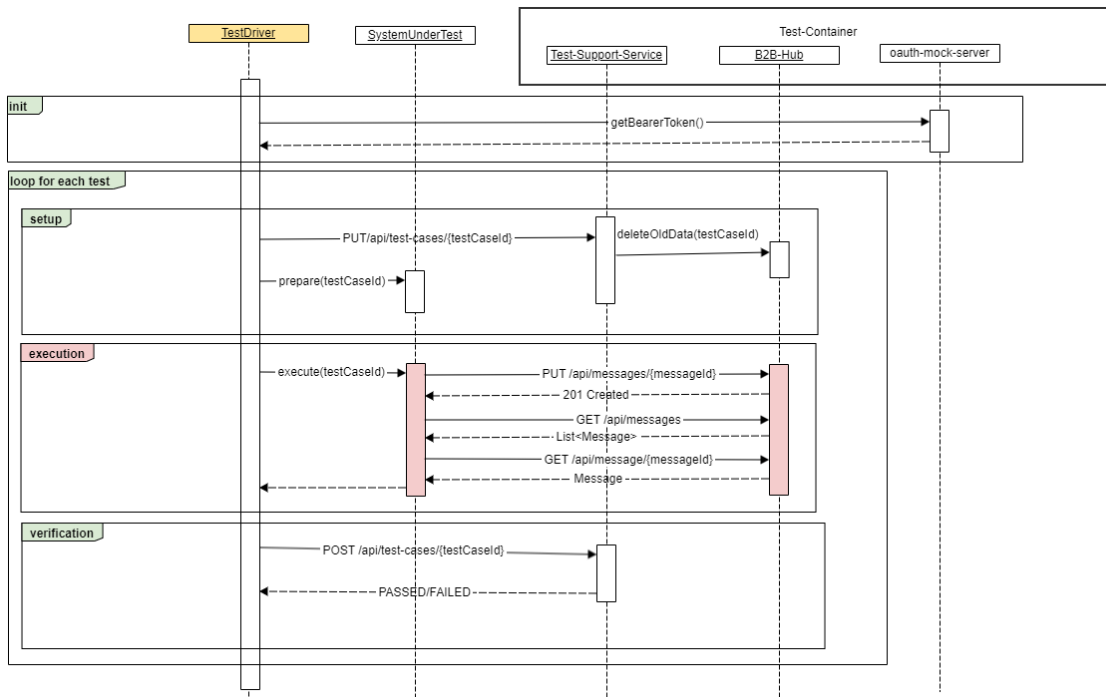 Test-Container
TestDriver
SystemUnderTest
Test-Support-Service
B2B-Hub
oauth-mock-server
init
getBearerToken()
loop for each test
setup
PUT/api/test-cases/{testCaseId}
deleteOldData(testCaseId)
prepare(testCaseId)
execution
execute(testCaseId)
PUT /api/messages/{messageId}
201 Created
GET /api/messages
List<Message>
GET /api/message/{messageId}
Message
verification
POST /api/test-cases/{testCaseId}
PASSED/FAILED